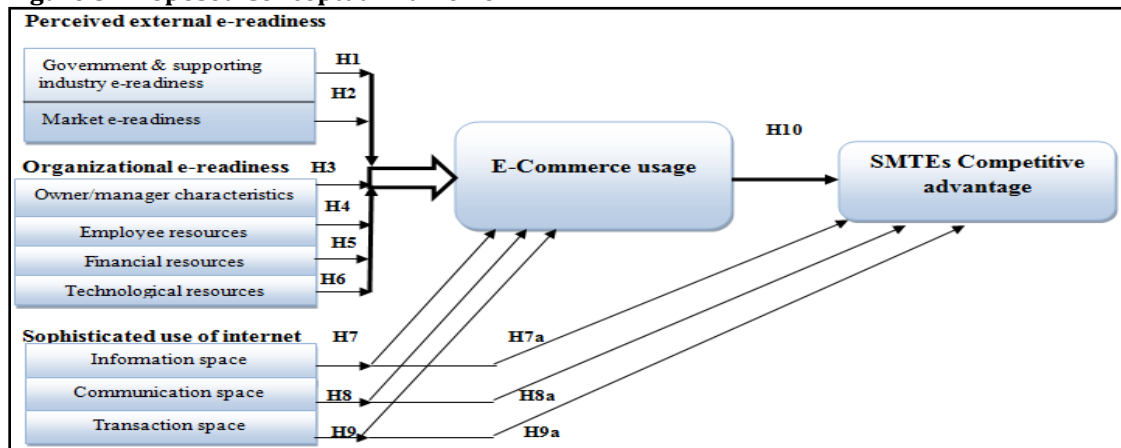 Perceived external e-readiness
Government & supporting
industry e-readiness
H1
H2
Market e-readiness
Organizational e-readiness
H3
Owner/manager characteristics
H4
Employee resources
H5
Financial resources
H6
Technological resources
E-Commerce usage
H10
SMTEs Competitive
advantage
Sophisticated use of internet
H7
H7a
Information space
Communication space
H8
H8a
Transaction space
H9
H9a